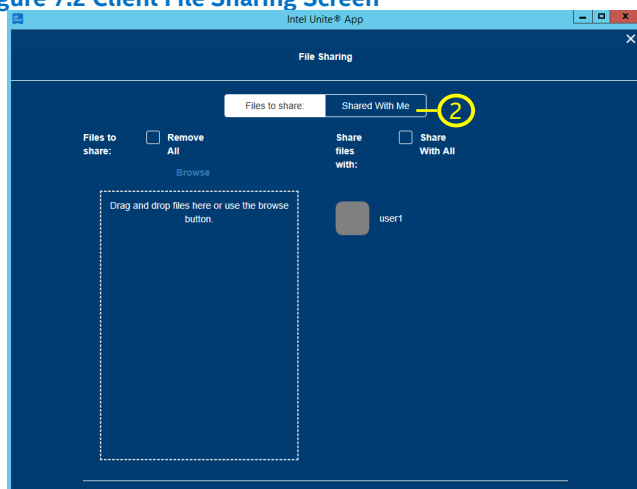 gure 7.2 Client File Sharing Screen
Intel Unite® App
File Sharing
Files to share:
Shared With Me
2
Files to
share:
Remove
All
Browse
Share
files
with:
Share
With All
Drag and drop files here or use the browse
button.
user1